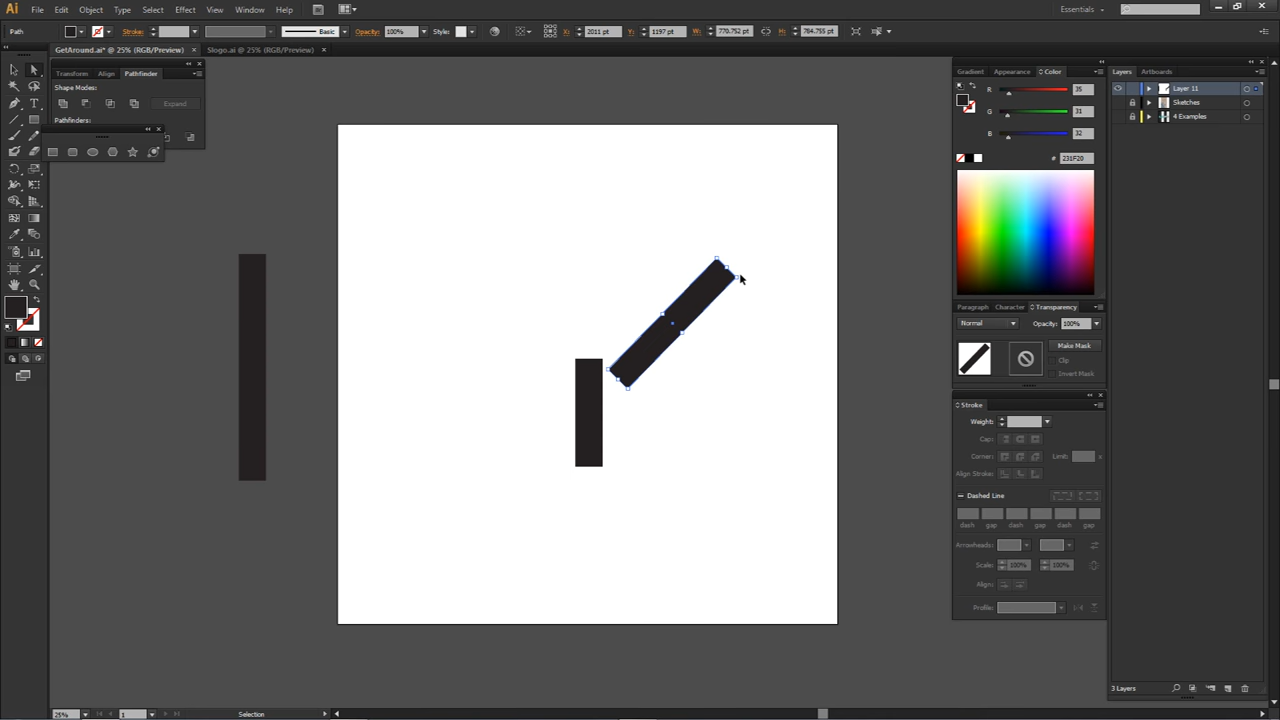 Ai File Edit Object Type Select Effect View Window Help Br Essentials
Path Stroke: Basic Opacity: 100% Style: X: 2011 pt Y: 1197 pt W: 770.752 pt H: 764.755 pt
GetAround.ai* @ 25% (RGB/Preview) × Slogo.ai @ 25% (RGB/Preview) ×
Transform Align Pathfinder
Shape Modes:
Expand
Pathfinders:
Gradient Appearance Color
R 35
G 31
B 32
# 231F20
Paragraph Character Transparency
Normal Opacity: 100%
Make Mask
Clip
Invert Mask
Stroke
Weight:
Cap:
Corner: Limit: x
Align Stroke:
Dashed Line
dash gap dash gap dash gap
Arrowheads:
Scale: 100% 100%
Align:
Profile:
Layers Artboards
Layer 11
Sketches
4 Examples
3 Layers
25% 1 Selection